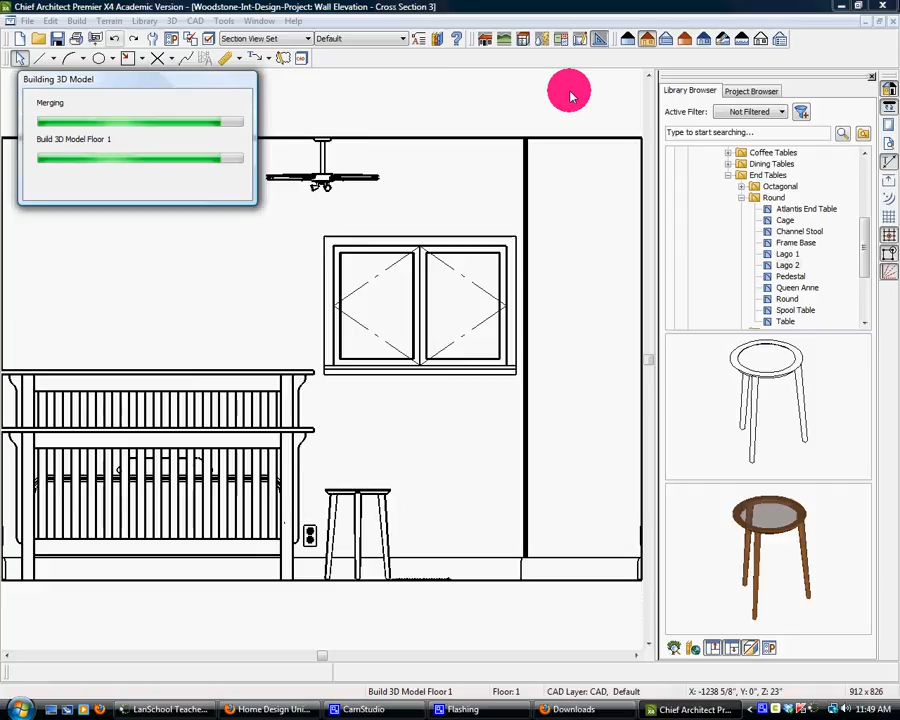 Chief Architect Premier X4 Academic Version - [Woodstone-Int-Design-Project: Wall Elevation - Cross Section 3]
File Edit Build Terrain Library 3D CAD Tools Window Help
Section View Set Default
Building 3D Model
Merging
Build 3D Model Floor 1
Library Browser Project Browser
Active Filter: Not Filtered
Type to start searching...
Coffee Tables
Dining Tables
End Tables
Octagonal
Round
Atlantis End Table
Cage
Channel Stool
Frame Base
Lago 1
Lago 2
Pedestal
Queen Anne
Round
Spool Table
Table
Build 3D Model Floor 1 Floor: 1 CAD Layer: CAD, Default X: -1238 5/8", Y: 0", Z: 23" 912 x 826
LanSchool Teache... Home Design Uni... CamStudio Flashing Downloads Chief Architect Pre... 11:49 AM